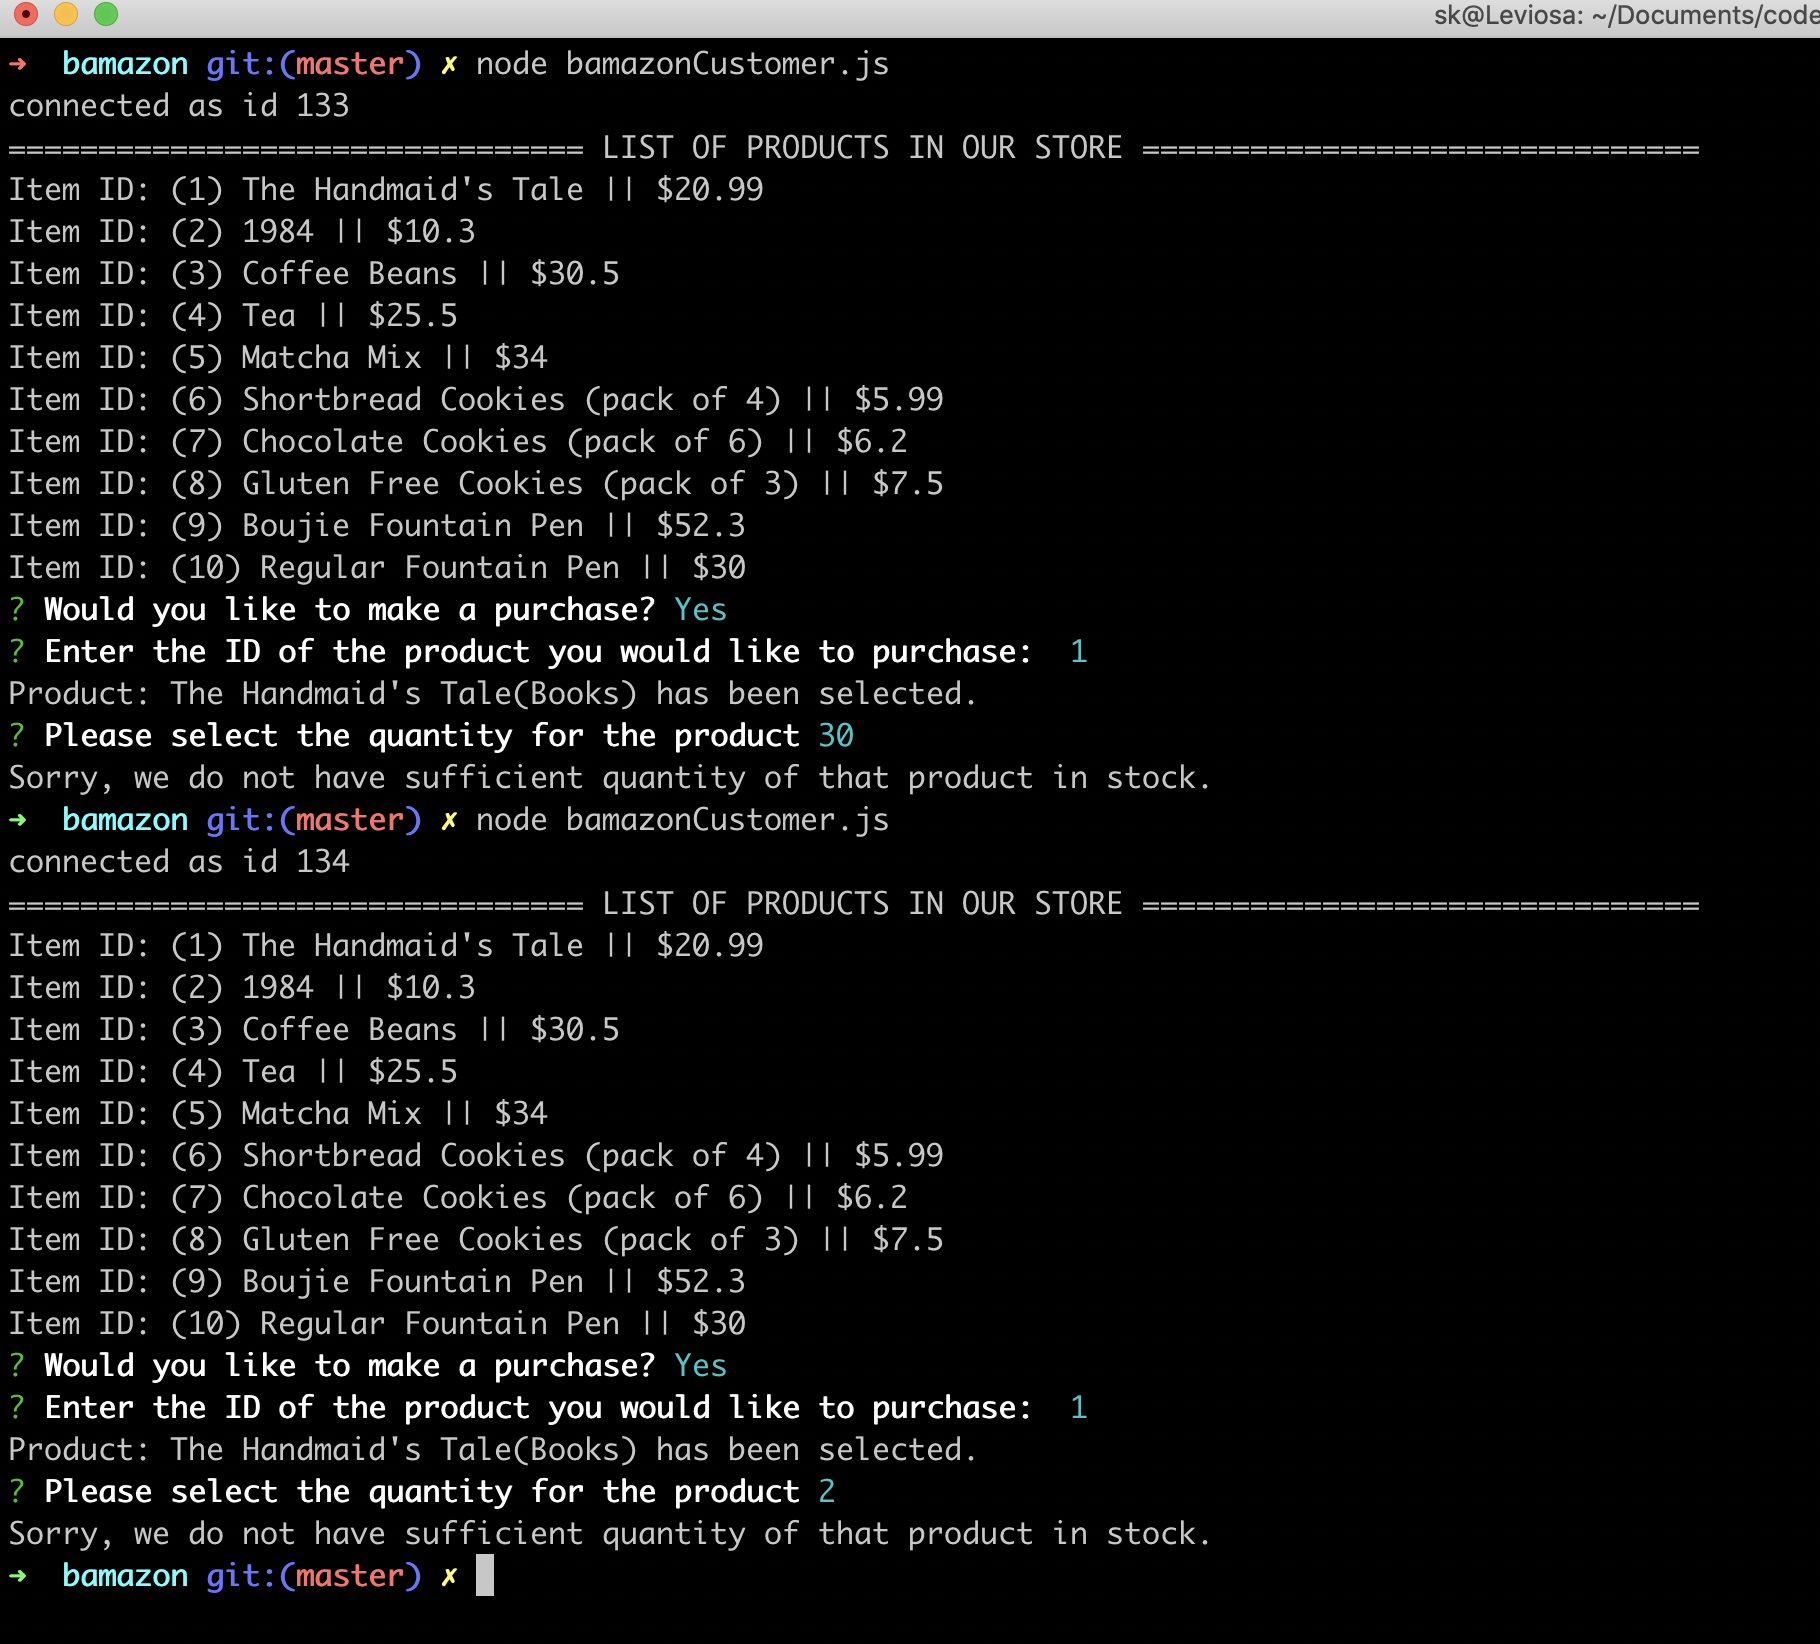 sk@Leviosa: ~/Documents/code
➜ bamazon git:(master) ✗ node bamazonCustomer.js
connected as id 133
================================ LIST OF PRODUCTS IN OUR STORE ===============================
Item ID: (1) The Handmaid's Tale || $20.99
Item ID: (2) 1984 || $10.3
Item ID: (3) Coffee Beans || $30.5
Item ID: (4) Tea || $25.5
Item ID: (5) Matcha Mix || $34
Item ID: (6) Shortbread Cookies (pack of 4) || $5.99
Item ID: (7) Chocolate Cookies (pack of 6) || $6.2
Item ID: (8) Gluten Free Cookies (pack of 3) || $7.5
Item ID: (9) Boujie Fountain Pen || $52.3
Item ID: (10) Regular Fountain Pen || $30
? Would you like to make a purchase? Yes
? Enter the ID of the product you would like to purchase:  1
Product: The Handmaid's Tale(Books) has been selected.
? Please select the quantity for the product 30
Sorry, we do not have sufficient quantity of that product in stock.
➜ bamazon git:(master) ✗ node bamazonCustomer.js
connected as id 134
================================ LIST OF PRODUCTS IN OUR STORE ===============================
Item ID: (1) The Handmaid's Tale || $20.99
Item ID: (2) 1984 || $10.3
Item ID: (3) Coffee Beans || $30.5
Item ID: (4) Tea || $25.5
Item ID: (5) Matcha Mix || $34
Item ID: (6) Shortbread Cookies (pack of 4) || $5.99
Item ID: (7) Chocolate Cookies (pack of 6) || $6.2
Item ID: (8) Gluten Free Cookies (pack of 3) || $7.5
Item ID: (9) Boujie Fountain Pen || $52.3
Item ID: (10) Regular Fountain Pen || $30
? Would you like to make a purchase? Yes
? Enter the ID of the product you would like to purchase:  1
Product: The Handmaid's Tale(Books) has been selected.
? Please select the quantity for the product 2
Sorry, we do not have sufficient quantity of that product in stock.
➜ bamazon git:(master) ✗